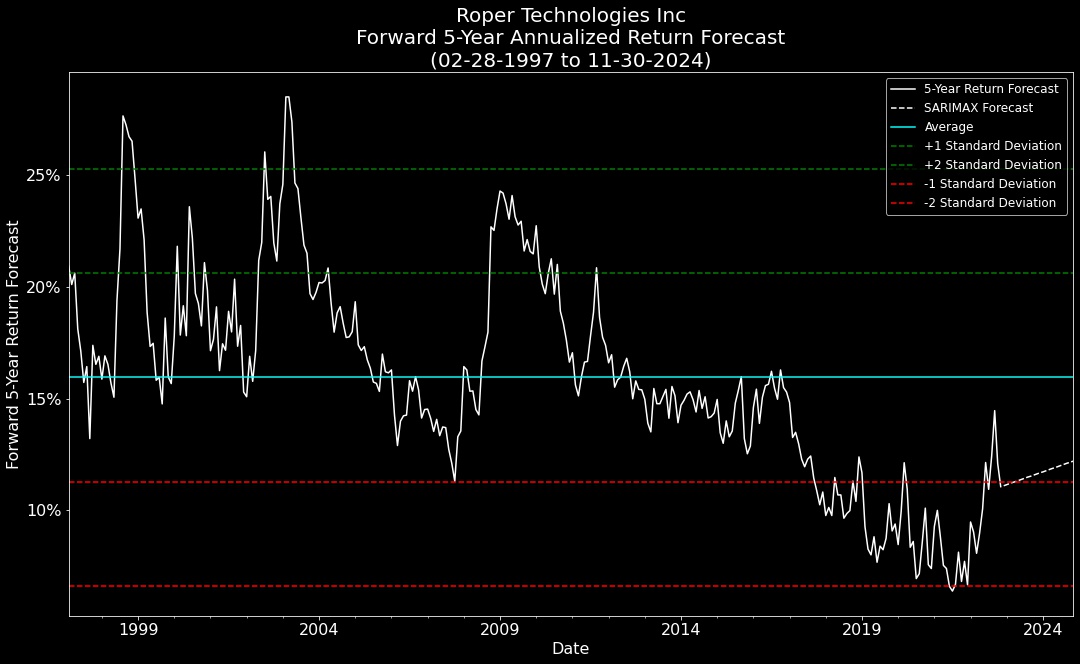 Roper Technologies Inc
Forward 5-Year Annualized Return Forecast
(02-28-1997 to 11-30-2024)
5-Year Return Forecast
SARIMAX Forecast
Average
+1 Standard Deviation
+2 Standard Deviation
-1 Standard Deviation
-2 Standard Deviation
Forward 5-Year Return Forecast
25%
20%
15%
10%
1999 2004 2009 2014 2019 2024
Date